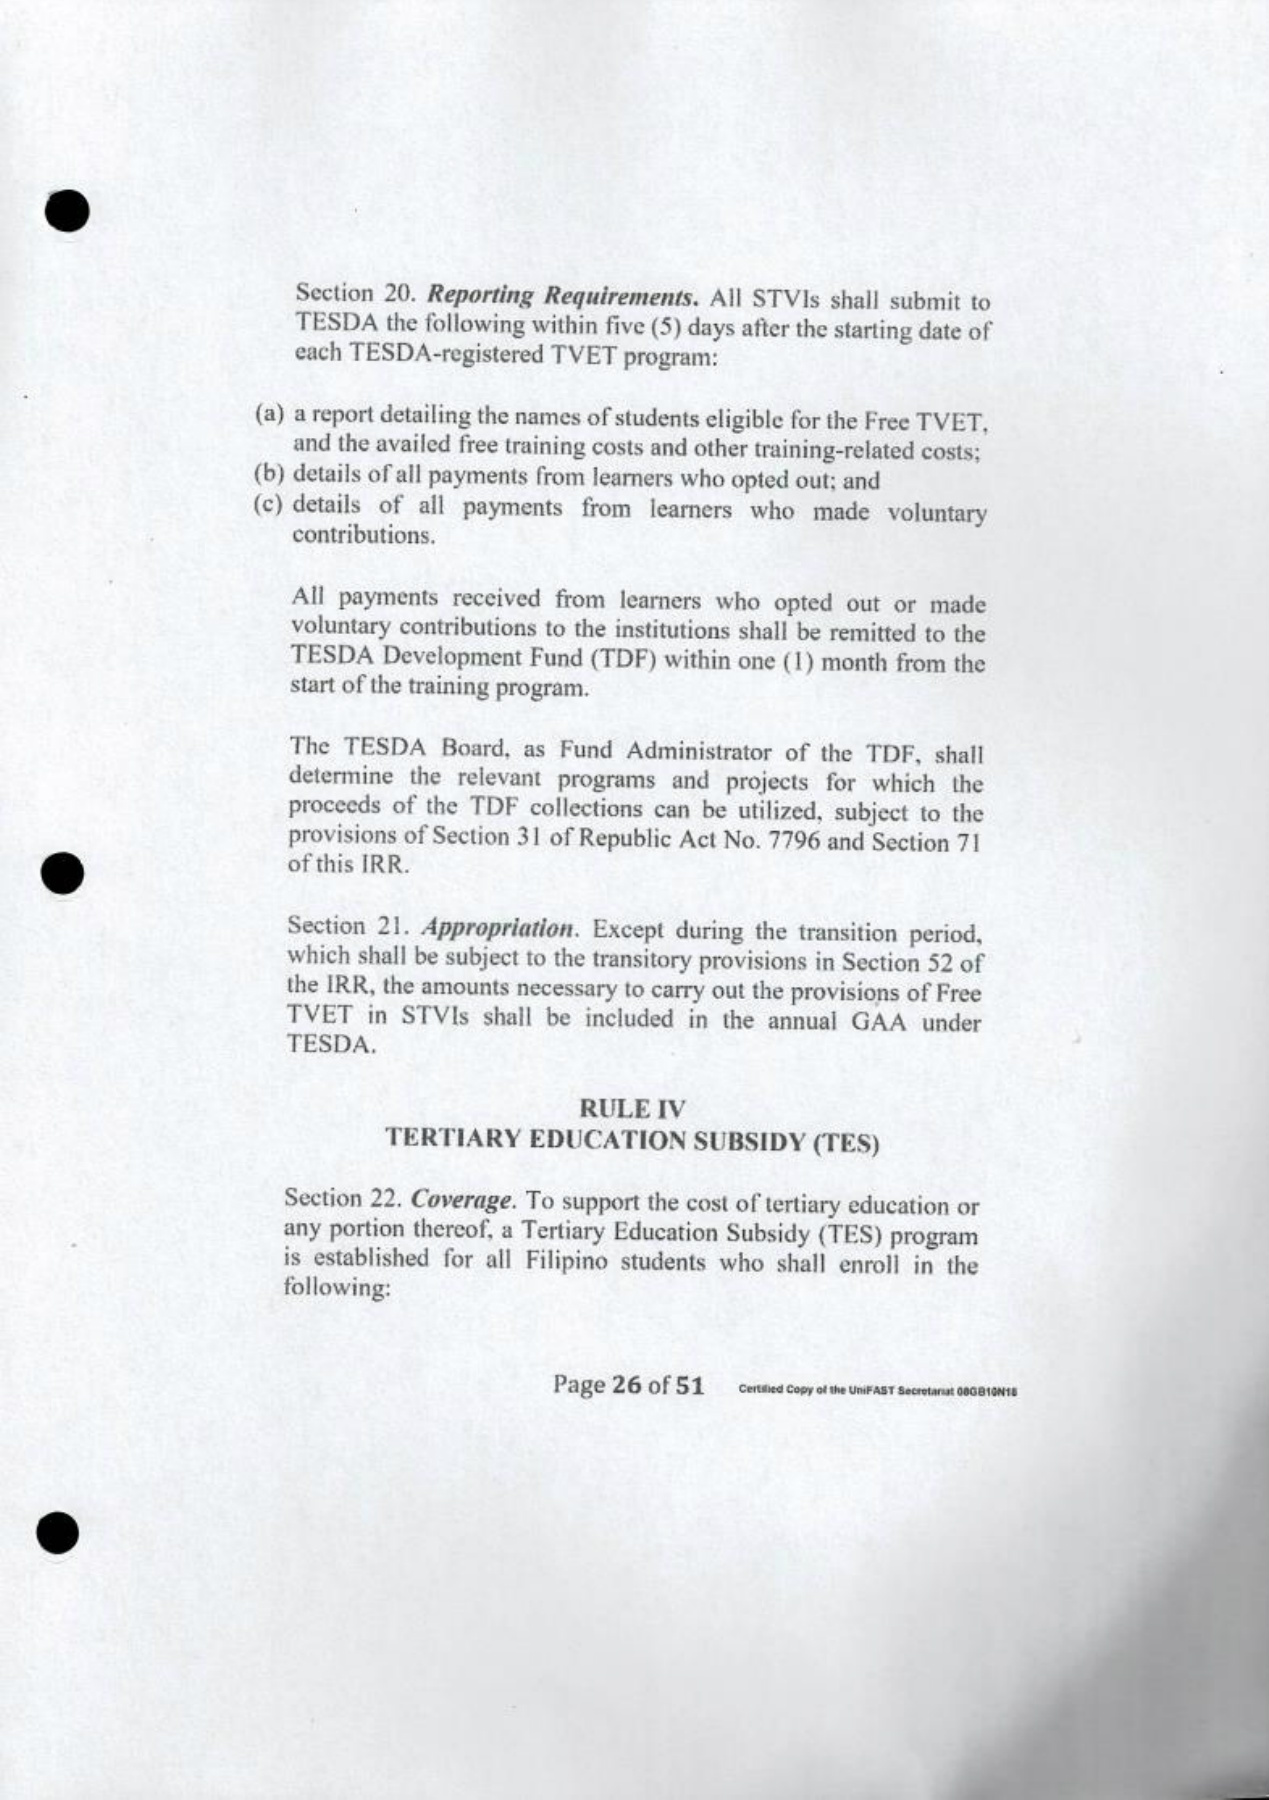 Section 20. Reporting Requirements. All STVIs shall submit to
TESDA the following within five (5) days after the starting date of
each TESDA-registered TVET program:
(a) a report detailing the names of students eligible for the Free TVET,
and the availed free training costs and other training-related costs;
(b) details of all payments from learners who opted out; and
(c) details of all payments from learners who made voluntary
contributions.
All payments received from learners who opted out or made
voluntary contributions to the institutions shall be remitted to the
TESDA Development Fund (TDF) within one (1) month from the
start of the training program.
The TESDA Board, as Fund Administrator of the TDF, shall
determine the relevant programs and projects for which the
proceeds of the TDF collections can be utilized, subject to the
provisions of Section 31 of Republic Act No. 7796 and Section 71
of this IRR.
Section 21. Appropriation. Except during the transition period,
which shall be subject to the transitory provisions in Section 52 of
the IRR, the amounts necessary to carry out the provisions of Free
TVET in STVIs shall be included in the annual GAA under
TESDA.
RULE IV
TERTIARY EDUCATION SUBSIDY (TES)
Section 22. Coverage. To support the cost of tertiary education or
any portion thereof, a Tertiary Education Subsidy (TES) program
is established for all Filipino students who shall enroll in the
following:
Page 26 of 51 Certified Copy of the UniFAST Secretariat 08GB10N18